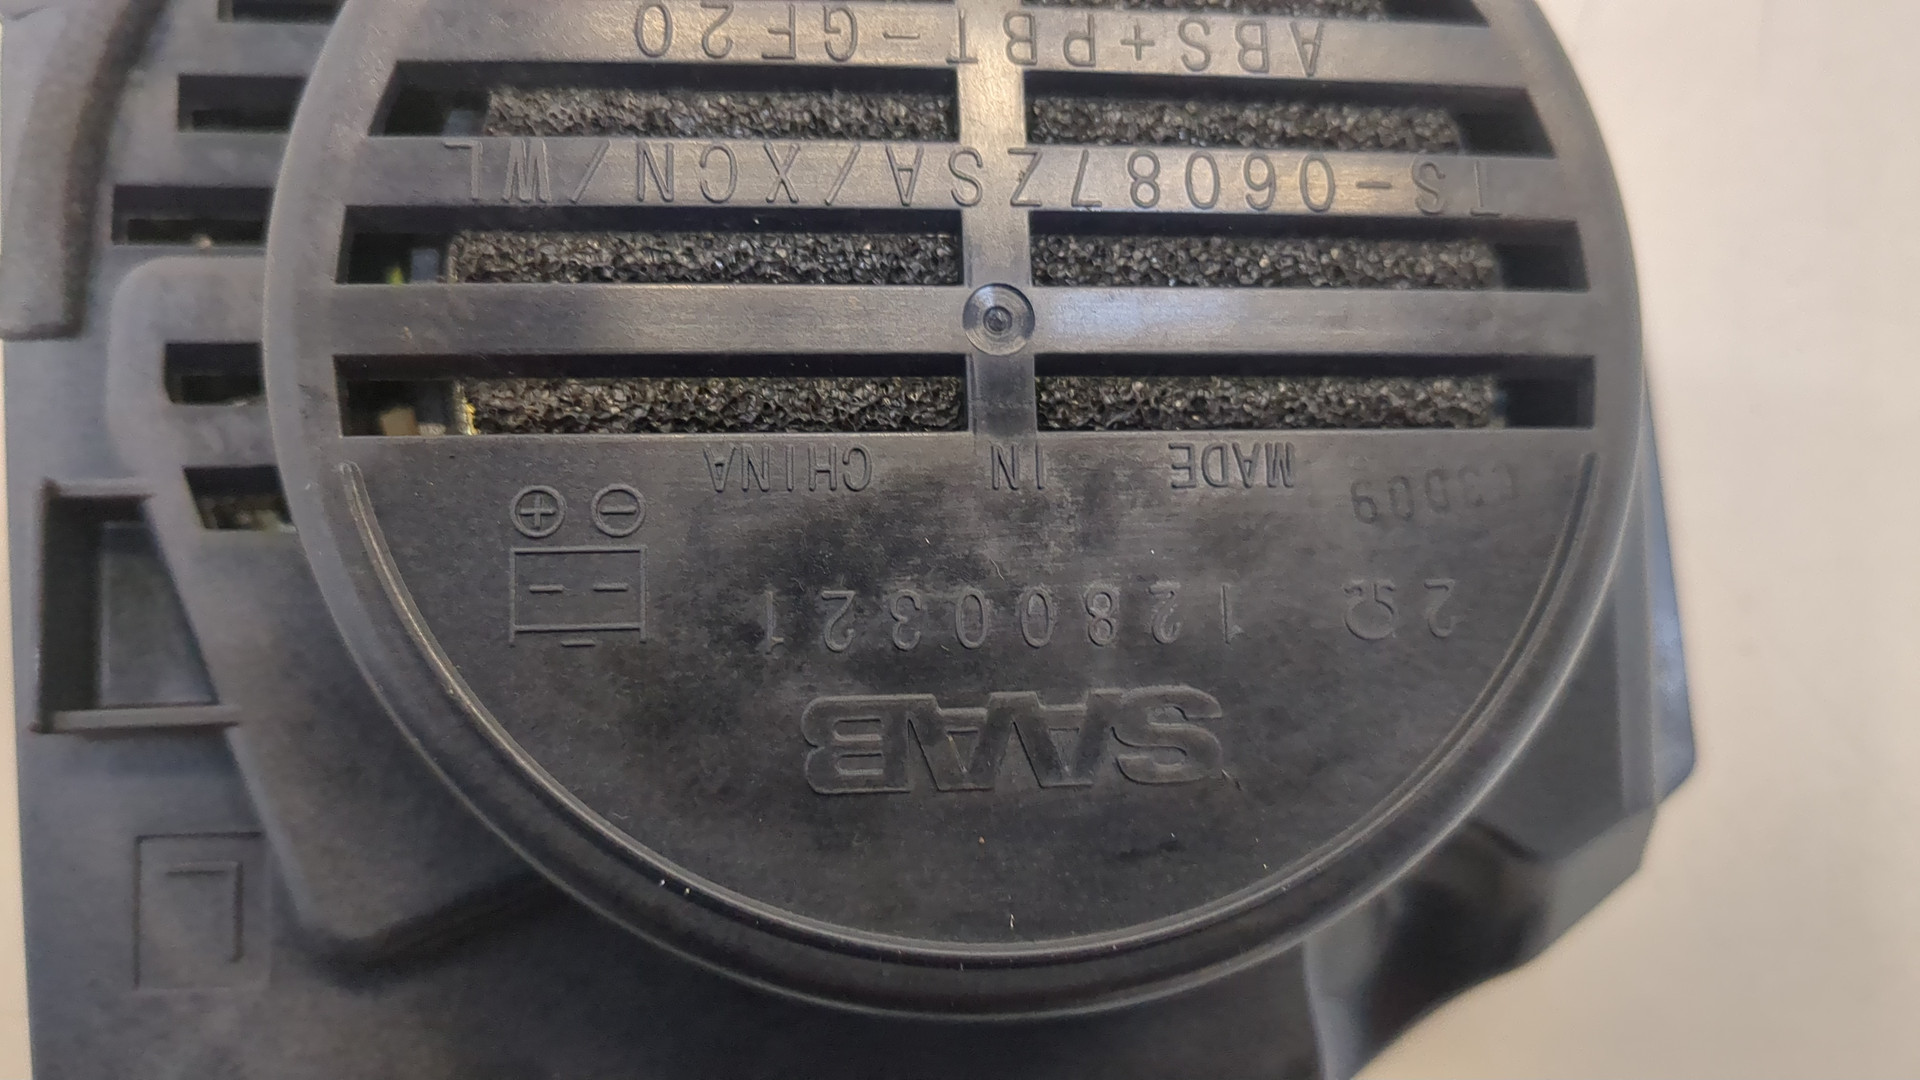 SAAB
2Ω 12800321
⊖ ⊕
MADE IN CHINA
TS-06087ZSA/XCN/WL
ABS+PBT-GF20